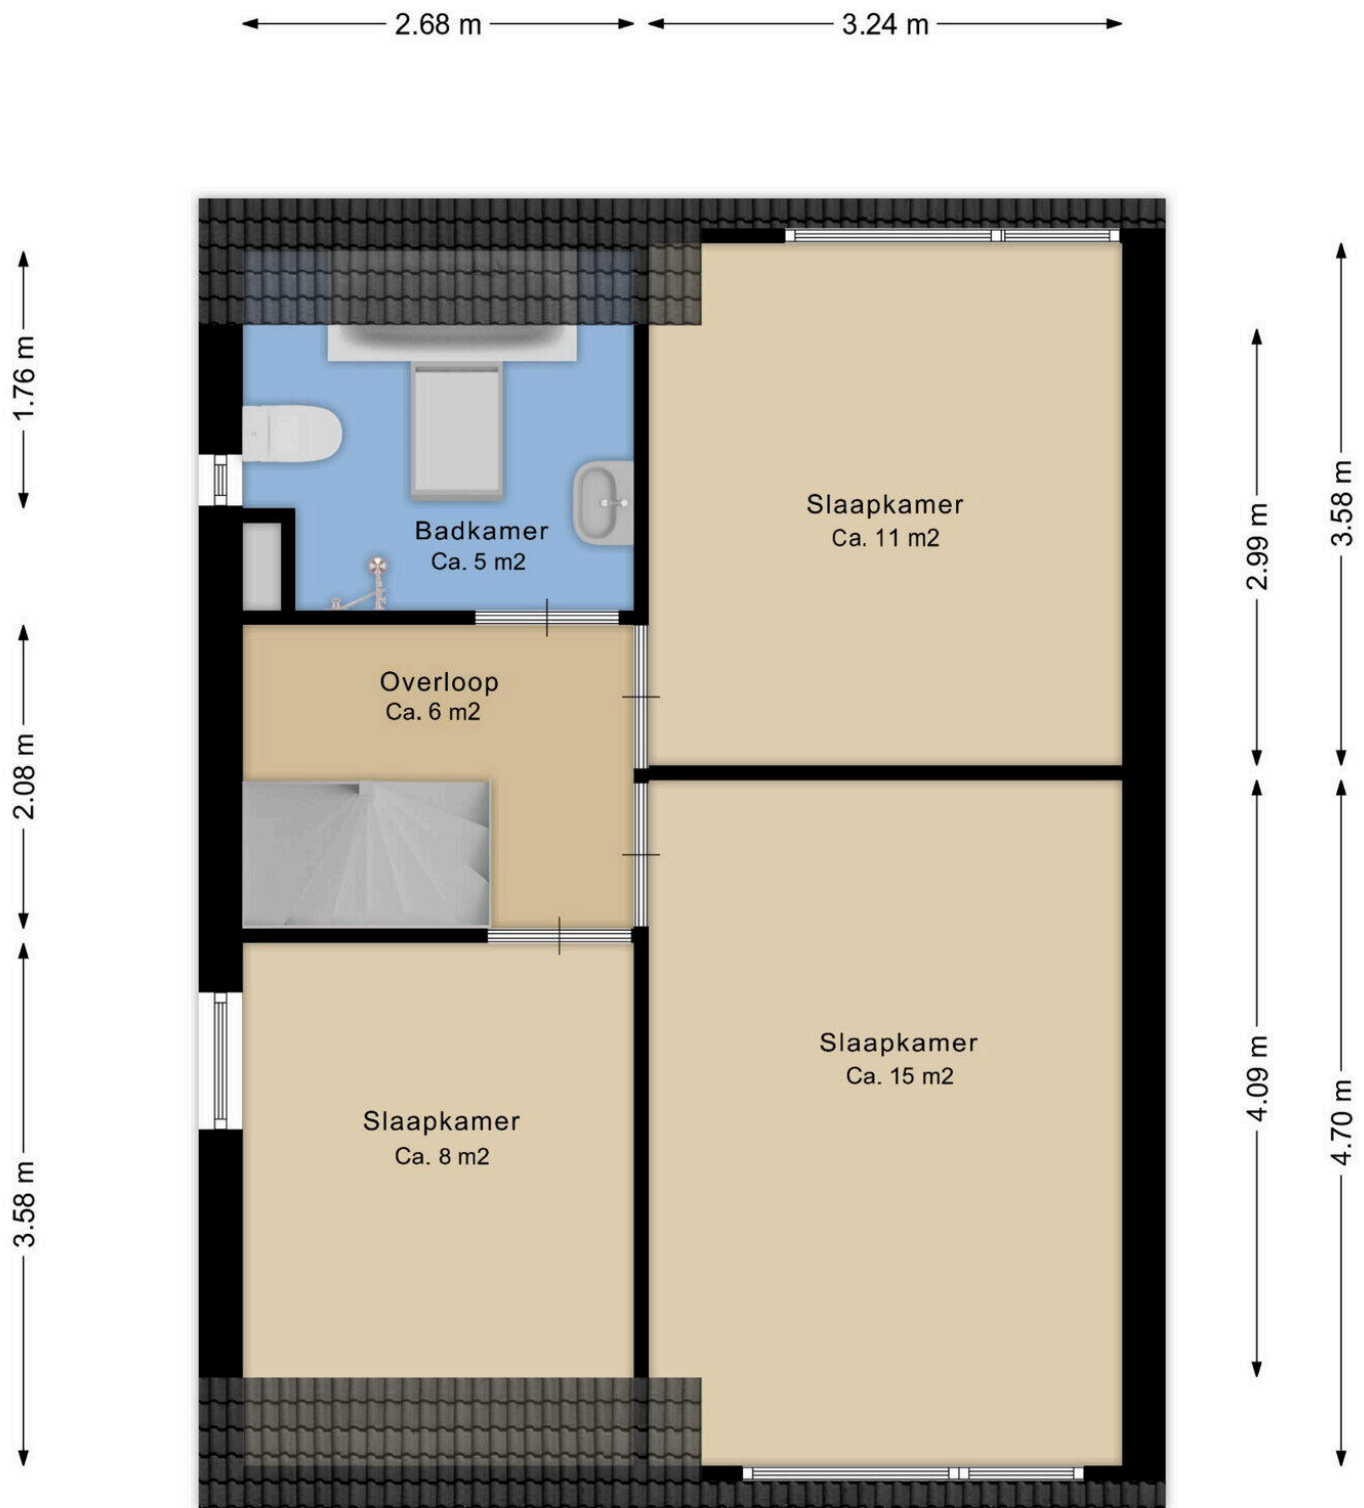 2.68 m
3.24 m
1.76 m
2.08 m
3.58 m
2.99 m
3.58 m
4.09 m
4.70 m
Badkamer
Ca. 5 m2
Slaapkamer
Ca. 11 m2
Overloop
Ca. 6 m2
Slaapkamer
Ca. 8 m2
Slaapkamer
Ca. 15 m2